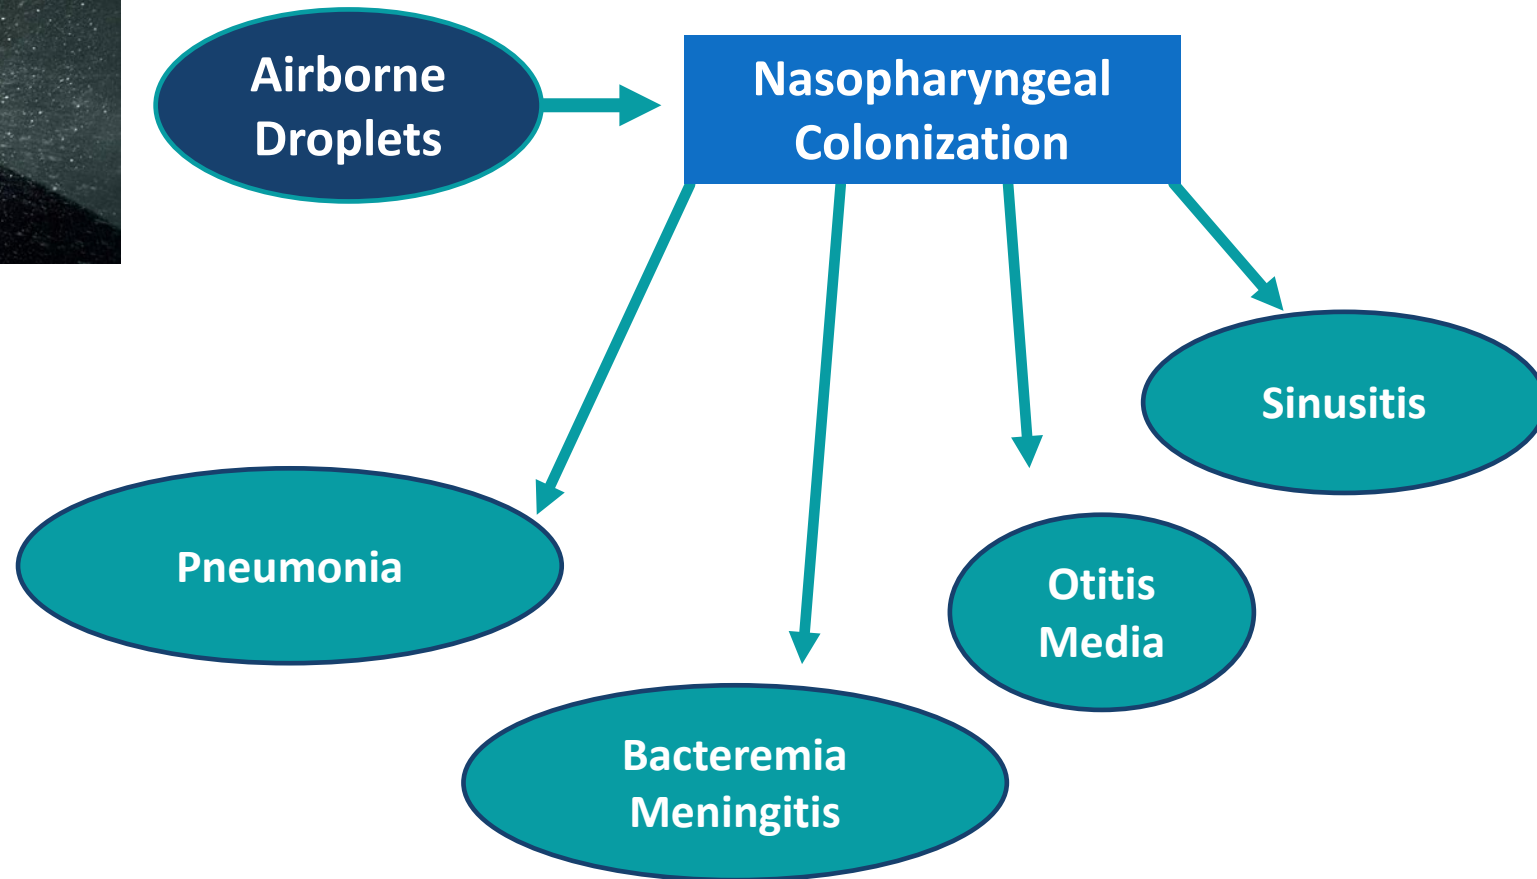 Airborne
Droplets
Nasopharyngeal
Colonization
Sinusitis
Pneumonia
Otitis
Media
Bacteremia
Meningitis